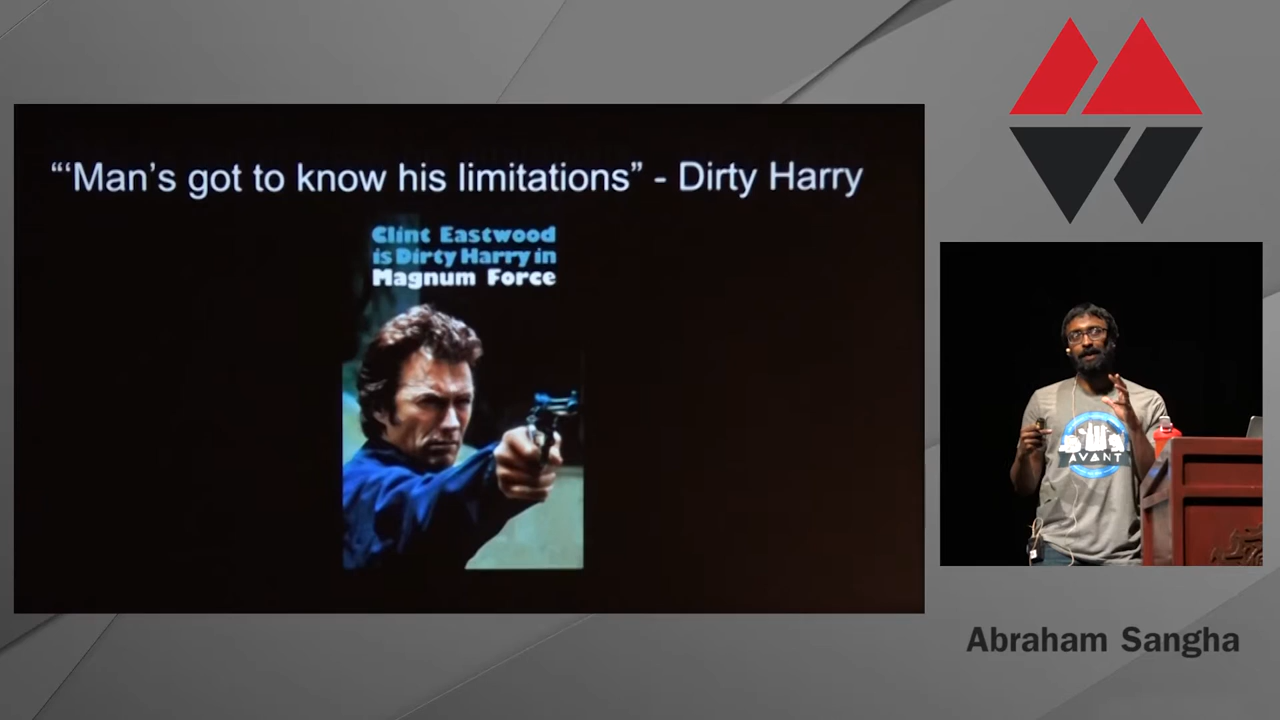 “‘Man’s got to know his limitations” - Dirty Harry
Clint Eastwood
is Dirty Harry in
Magnum Force
AVANT
Abraham Sangha